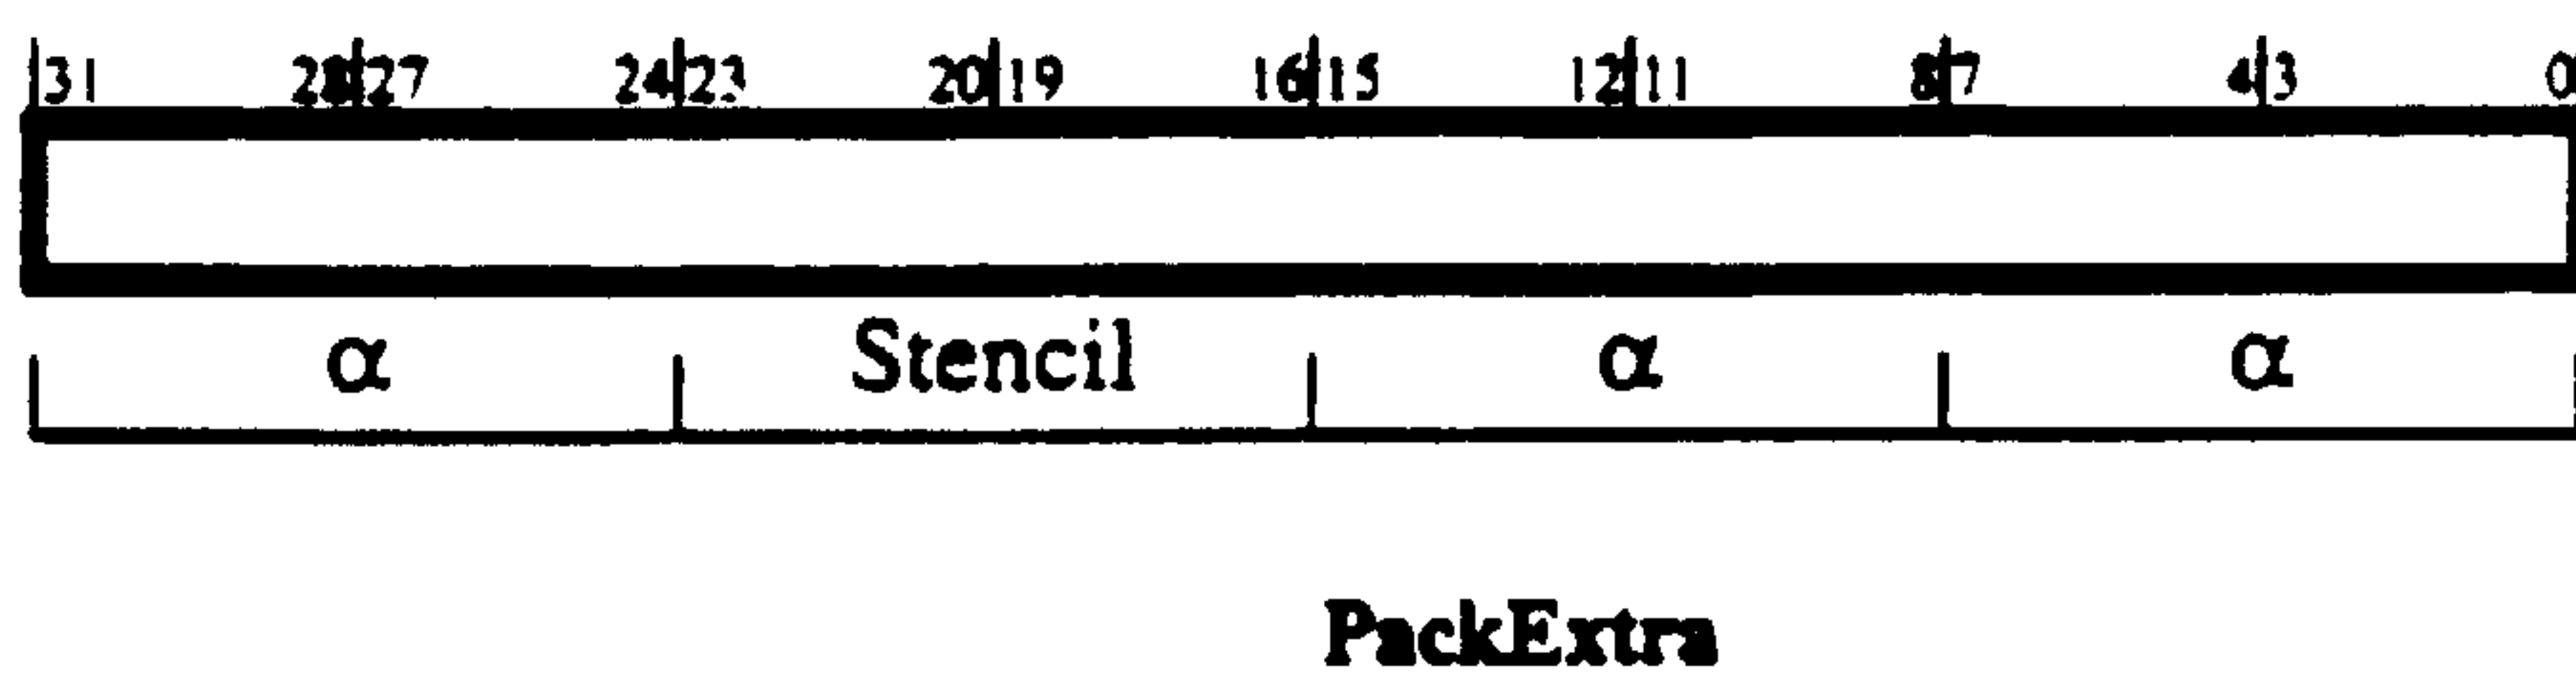 31 28 27 24 23 20 19 16 15 12 11 8 7 4 3 0
α Stencil α α
PackExtra